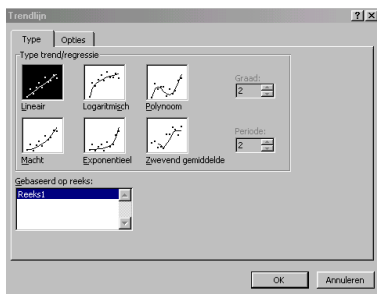 Trendlijn
Type Opties
Type trend/regressie
Lineair Logaritmisch Polynoom
Graad:
2
Macht Exponentieel Zwevend gemiddelde
Periode:
2
Gebaseerd op reeks:
Reeks1
OK Annuleren